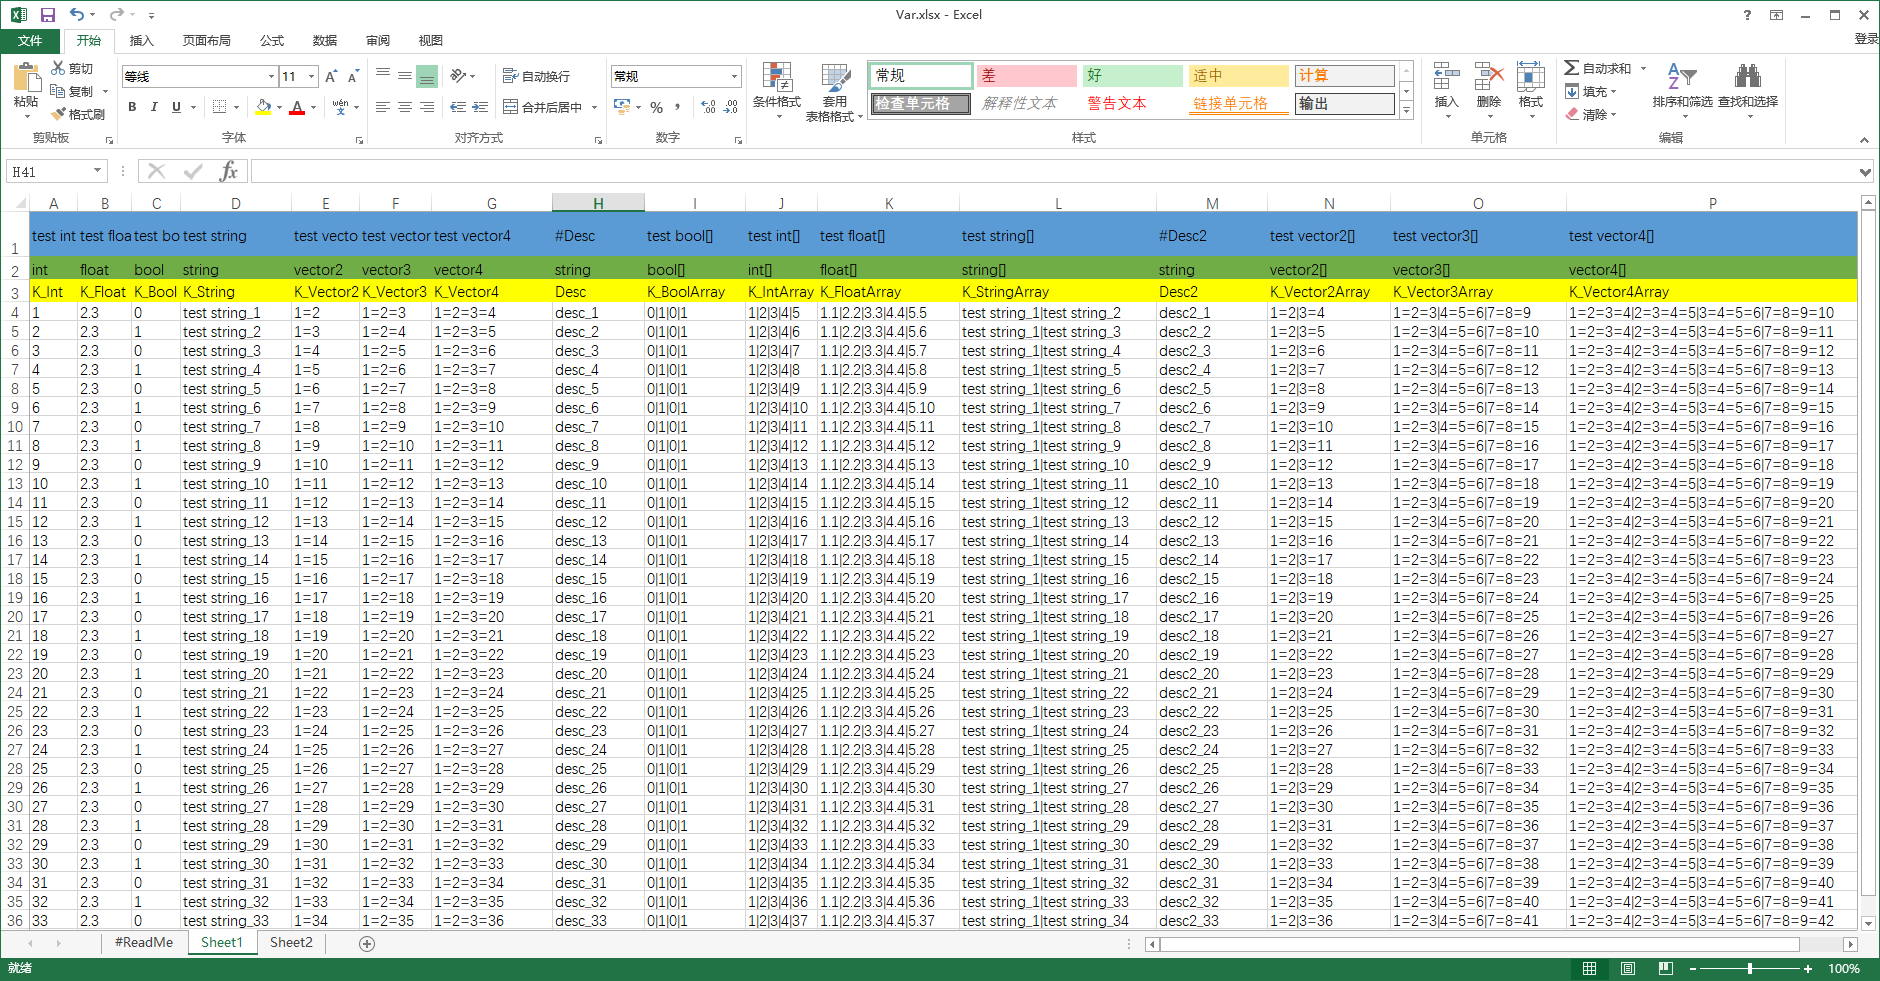 Var.xlsx - Excel
文件 开始 插入 页面布局 公式 数据 审阅 视图 登录
粘贴 剪切 复制 格式刷 剪贴板
等线 11 B I U wén 字体
自动换行 合并后居中 对齐方式
常规 % , 数字
条件格式 套用 表格格式
常规 差 好 适中 计算
检查单元格 解释性文本 警告文本 链接单元格 输出
样式
插入 删除 格式 单元格
自动求和 填充 清除 排序和筛选 查找和选择 编辑
H41 fx
A B C D E F G H I J K L M N O P
1 test int test floa test bo test string test vecto test vector test vector4 #Desc test bool[] test int[] test float[] test string[] #Desc2 test vector2[] test vector3[] test vector4[]
2 int float bool string vector2 vector3 vector4 string bool[] int[] float[] string[] string vector2[] vector3[] vector4[]
3 K_Int K_Float K_Bool K_String K_Vector2 K_Vector3 K_Vector4 Desc K_BoolArray K_IntArray K_FloatArray K_StringArray Desc2 K_Vector2Array K_Vector3Array K_Vector4Array
4 1 2.3 0 test string_1 1=2 1=2=3 1=2=3=4 desc_1 0|1|0|1 1|2|3|4|5 1.1|2.2|3.3|4.4|5.5 test string_1|test string_2 desc2_1 1=2|3=4 1=2=3|4=5=6|7=8=9 1=2=3=4|2=3=4=5|3=4=5=6|7=8=9=10
5 2 2.3 1 test string_2 1=3 1=2=4 1=2=3=5 desc_2 0|1|0|1 1|2|3|4|6 1.1|2.2|3.3|4.4|5.6 test string_1|test string_3 desc2_2 1=2|3=5 1=2=3|4=5=6|7=8=10 1=2=3=4|2=3=4=5|3=4=5=6|7=8=9=11
6 3 2.3 0 test string_3 1=4 1=2=5 1=2=3=6 desc_3 0|1|0|1 1|2|3|4|7 1.1|2.2|3.3|4.4|5.7 test string_1|test string_4 desc2_3 1=2|3=6 1=2=3|4=5=6|7=8=11 1=2=3=4|2=3=4=5|3=4=5=6|7=8=9=12
7 4 2.3 1 test string_4 1=5 1=2=6 1=2=3=7 desc_4 0|1|0|1 1|2|3|4|8 1.1|2.2|3.3|4.4|5.8 test string_1|test string_5 desc2_4 1=2|3=7 1=2=3|4=5=6|7=8=12 1=2=3=4|2=3=4=5|3=4=5=6|7=8=9=13
8 5 2.3 0 test string_5 1=6 1=2=7 1=2=3=8 desc_5 0|1|0|1 1|2|3|4|9 1.1|2.2|3.3|4.4|5.9 test string_1|test string_6 desc2_5 1=2|3=8 1=2=3|4=5=6|7=8=13 1=2=3=4|2=3=4=5|3=4=5=6|7=8=9=14
9 6 2.3 1 test string_6 1=7 1=2=8 1=2=3=9 desc_6 0|1|0|1 1|2|3|4|10 1.1|2.2|3.3|4.4|5.10 test string_1|test string_7 desc2_6 1=2|3=9 1=2=3|4=5=6|7=8=14 1=2=3=4|2=3=4=5|3=4=5=6|7=8=9=15
10 7 2.3 0 test string_7 1=8 1=2=9 1=2=3=10 desc_7 0|1|0|1 1|2|3|4|11 1.1|2.2|3.3|4.4|5.11 test string_1|test string_8 desc2_7 1=2|3=10 1=2=3|4=5=6|7=8=15 1=2=3=4|2=3=4=5|3=4=5=6|7=8=9=16
11 8 2.3 1 test string_8 1=9 1=2=10 1=2=3=11 desc_8 0|1|0|1 1|2|3|4|12 1.1|2.2|3.3|4.4|5.12 test string_1|test string_9 desc2_8 1=2|3=11 1=2=3|4=5=6|7=8=16 1=2=3=4|2=3=4=5|3=4=5=6|7=8=9=17
12 9 2.3 0 test string_9 1=10 1=2=11 1=2=3=12 desc_9 0|1|0|1 1|2|3|4|13 1.1|2.2|3.3|4.4|5.13 test string_1|test string_10 desc2_9 1=2|3=12 1=2=3|4=5=6|7=8=17 1=2=3=4|2=3=4=5|3=4=5=6|7=8=9=18
13 10 2.3 1 test string_10 1=11 1=2=12 1=2=3=13 desc_10 0|1|0|1 1|2|3|4|14 1.1|2.2|3.3|4.4|5.14 test string_1|test string_11 desc2_10 1=2|3=13 1=2=3|4=5=6|7=8=18 1=2=3=4|2=3=4=5|3=4=5=6|7=8=9=19
14 11 2.3 0 test string_11 1=12 1=2=13 1=2=3=14 desc_11 0|1|0|1 1|2|3|4|15 1.1|2.2|3.3|4.4|5.15 test string_1|test string_12 desc2_11 1=2|3=14 1=2=3|4=5=6|7=8=19 1=2=3=4|2=3=4=5|3=4=5=6|7=8=9=20
15 12 2.3 1 test string_12 1=13 1=2=14 1=2=3=15 desc_12 0|1|0|1 1|2|3|4|16 1.1|2.2|3.3|4.4|5.16 test string_1|test string_13 desc2_12 1=2|3=15 1=2=3|4=5=6|7=8=20 1=2=3=4|2=3=4=5|3=4=5=6|7=8=9=21
16 13 2.3 0 test string_13 1=14 1=2=15 1=2=3=16 desc_13 0|1|0|1 1|2|3|4|17 1.1|2.2|3.3|4.4|5.17 test string_1|test string_14 desc2_13 1=2|3=16 1=2=3|4=5=6|7=8=21 1=2=3=4|2=3=4=5|3=4=5=6|7=8=9=22
17 14 2.3 1 test string_14 1=15 1=2=16 1=2=3=17 desc_14 0|1|0|1 1|2|3|4|18 1.1|2.2|3.3|4.4|5.18 test string_1|test string_15 desc2_14 1=2|3=17 1=2=3|4=5=6|7=8=22 1=2=3=4|2=3=4=5|3=4=5=6|7=8=9=23
18 15 2.3 0 test string_15 1=16 1=2=17 1=2=3=18 desc_15 0|1|0|1 1|2|3|4|19 1.1|2.2|3.3|4.4|5.19 test string_1|test string_16 desc2_15 1=2|3=18 1=2=3|4=5=6|7=8=23 1=2=3=4|2=3=4=5|3=4=5=6|7=8=9=24
19 16 2.3 1 test string_16 1=17 1=2=18 1=2=3=19 desc_16 0|1|0|1 1|2|3|4|20 1.1|2.2|3.3|4.4|5.20 test string_1|test string_17 desc2_16 1=2|3=19 1=2=3|4=5=6|7=8=24 1=2=3=4|2=3=4=5|3=4=5=6|7=8=9=25
20 17 2.3 0 test string_17 1=18 1=2=19 1=2=3=20 desc_17 0|1|0|1 1|2|3|4|21 1.1|2.2|3.3|4.4|5.21 test string_1|test string_18 desc2_17 1=2|3=20 1=2=3|4=5=6|7=8=25 1=2=3=4|2=3=4=5|3=4=5=6|7=8=9=26
21 18 2.3 1 test string_18 1=19 1=2=20 1=2=3=21 desc_18 0|1|0|1 1|2|3|4|22 1.1|2.2|3.3|4.4|5.22 test string_1|test string_19 desc2_18 1=2|3=21 1=2=3|4=5=6|7=8=26 1=2=3=4|2=3=4=5|3=4=5=6|7=8=9=27
22 19 2.3 0 test string_19 1=20 1=2=21 1=2=3=22 desc_19 0|1|0|1 1|2|3|4|23 1.1|2.2|3.3|4.4|5.23 test string_1|test string_20 desc2_19 1=2|3=22 1=2=3|4=5=6|7=8=27 1=2=3=4|2=3=4=5|3=4=5=6|7=8=9=28
23 20 2.3 1 test string_20 1=21 1=2=22 1=2=3=23 desc_20 0|1|0|1 1|2|3|4|24 1.1|2.2|3.3|4.4|5.24 test string_1|test string_21 desc2_20 1=2|3=23 1=2=3|4=5=6|7=8=28 1=2=3=4|2=3=4=5|3=4=5=6|7=8=9=29
24 21 2.3 0 test string_21 1=22 1=2=23 1=2=3=24 desc_21 0|1|0|1 1|2|3|4|25 1.1|2.2|3.3|4.4|5.25 test string_1|test string_22 desc2_21 1=2|3=24 1=2=3|4=5=6|7=8=29 1=2=3=4|2=3=4=5|3=4=5=6|7=8=9=30
25 22 2.3 1 test string_22 1=23 1=2=24 1=2=3=25 desc_22 0|1|0|1 1|2|3|4|26 1.1|2.2|3.3|4.4|5.26 test string_1|test string_23 desc2_22 1=2|3=25 1=2=3|4=5=6|7=8=30 1=2=3=4|2=3=4=5|3=4=5=6|7=8=9=31
26 23 2.3 0 test string_23 1=24 1=2=25 1=2=3=26 desc_23 0|1|0|1 1|2|3|4|27 1.1|2.2|3.3|4.4|5.27 test string_1|test string_24 desc2_23 1=2|3=26 1=2=3|4=5=6|7=8=31 1=2=3=4|2=3=4=5|3=4=5=6|7=8=9=32
27 24 2.3 1 test string_24 1=25 1=2=26 1=2=3=27 desc_24 0|1|0|1 1|2|3|4|28 1.1|2.2|3.3|4.4|5.28 test string_1|test string_25 desc2_24 1=2|3=27 1=2=3|4=5=6|7=8=32 1=2=3=4|2=3=4=5|3=4=5=6|7=8=9=33
28 25 2.3 0 test string_25 1=26 1=2=27 1=2=3=28 desc_25 0|1|0|1 1|2|3|4|29 1.1|2.2|3.3|4.4|5.29 test string_1|test string_26 desc2_25 1=2|3=28 1=2=3|4=5=6|7=8=33 1=2=3=4|2=3=4=5|3=4=5=6|7=8=9=34
29 26 2.3 1 test string_26 1=27 1=2=28 1=2=3=29 desc_26 0|1|0|1 1|2|3|4|30 1.1|2.2|3.3|4.4|5.30 test string_1|test string_27 desc2_26 1=2|3=29 1=2=3|4=5=6|7=8=34 1=2=3=4|2=3=4=5|3=4=5=6|7=8=9=35
30 27 2.3 0 test string_27 1=28 1=2=29 1=2=3=30 desc_27 0|1|0|1 1|2|3|4|31 1.1|2.2|3.3|4.4|5.31 test string_1|test string_28 desc2_27 1=2|3=30 1=2=3|4=5=6|7=8=35 1=2=3=4|2=3=4=5|3=4=5=6|7=8=9=36
31 28 2.3 1 test string_28 1=29 1=2=30 1=2=3=31 desc_28 0|1|0|1 1|2|3|4|32 1.1|2.2|3.3|4.4|5.32 test string_1|test string_29 desc2_28 1=2|3=31 1=2=3|4=5=6|7=8=36 1=2=3=4|2=3=4=5|3=4=5=6|7=8=9=37
32 29 2.3 0 test string_29 1=30 1=2=31 1=2=3=32 desc_29 0|1|0|1 1|2|3|4|33 1.1|2.2|3.3|4.4|5.33 test string_1|test string_30 desc2_29 1=2|3=32 1=2=3|4=5=6|7=8=37 1=2=3=4|2=3=4=5|3=4=5=6|7=8=9=38
33 30 2.3 1 test string_30 1=31 1=2=32 1=2=3=33 desc_30 0|1|0|1 1|2|3|4|34 1.1|2.2|3.3|4.4|5.34 test string_1|test string_31 desc2_30 1=2|3=33 1=2=3|4=5=6|7=8=38 1=2=3=4|2=3=4=5|3=4=5=6|7=8=9=39
34 31 2.3 0 test string_31 1=32 1=2=33 1=2=3=34 desc_31 0|1|0|1 1|2|3|4|35 1.1|2.2|3.3|4.4|5.35 test string_1|test string_32 desc2_31 1=2|3=34 1=2=3|4=5=6|7=8=39 1=2=3=4|2=3=4=5|3=4=5=6|7=8=9=40
35 32 2.3 1 test string_32 1=33 1=2=34 1=2=3=35 desc_32 0|1|0|1 1|2|3|4|36 1.1|2.2|3.3|4.4|5.36 test string_1|test string_33 desc2_32 1=2|3=35 1=2=3|4=5=6|7=8=40 1=2=3=4|2=3=4=5|3=4=5=6|7=8=9=41
36 33 2.3 0 test string_33 1=34 1=2=35 1=2=3=36 desc_33 0|1|0|1 1|2|3|4|37 1.1|2.2|3.3|4.4|5.37 test string_1|test string_34 desc2_33 1=2|3=36 1=2=3|4=5=6|7=8=41 1=2=3=4|2=3=4=5|3=4=5=6|7=8=9=42
#ReadMe Sheet1 Sheet2
就绪 100%